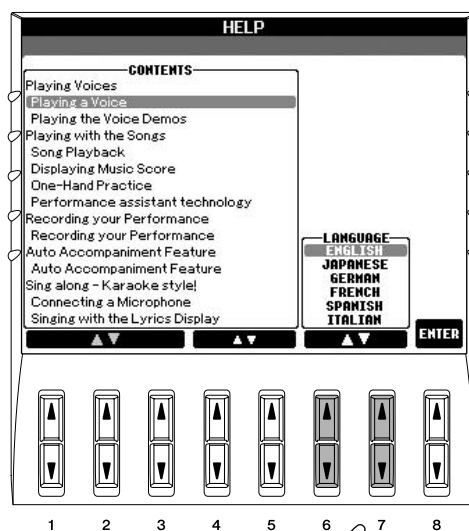 HELP
CONTENTS
Playing Voices
Playing a Voice
Playing the Voice Demos
Playing with the Songs
Song Playback
Displaying Music Score
One-Hand Practice
Performance assistant technology
Recording your Performance
Recording your Performance
Auto Accompaniment Feature
Auto Accompaniment Feature
Sing along - Karaoke style!
Connecting a Microphone
Singing with the Lyrics Display
LANGUAGE
ENGLISH
JAPANESE
GERMAN
FRENCH
SPANISH
ITALIAN
ENTER
1 2 3 4 5 6 7 8